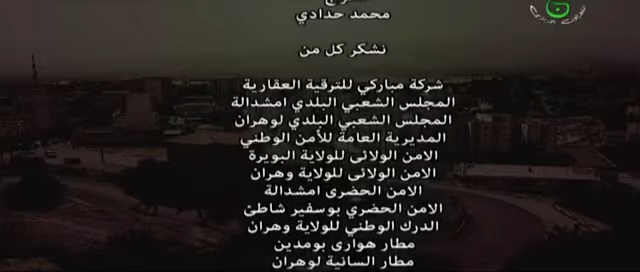 محمد حدادي
نشكر كل من
شركة مباركي للترقية العقارية
المجلس الشعبي البلدي امشدالة
المجلس الشعبي البلدي لوهران
المديرية العامة للأمن الوطني
الامن الولائى للولاية البويرة
الامن الولائى للولاية وهران
الامن الحضرى امشدالة
الامن الحضري بوسفير شاطئ
الدرك الوطني للولاية وهران
مطار هوارى بومدين
مطار السانية لوهران